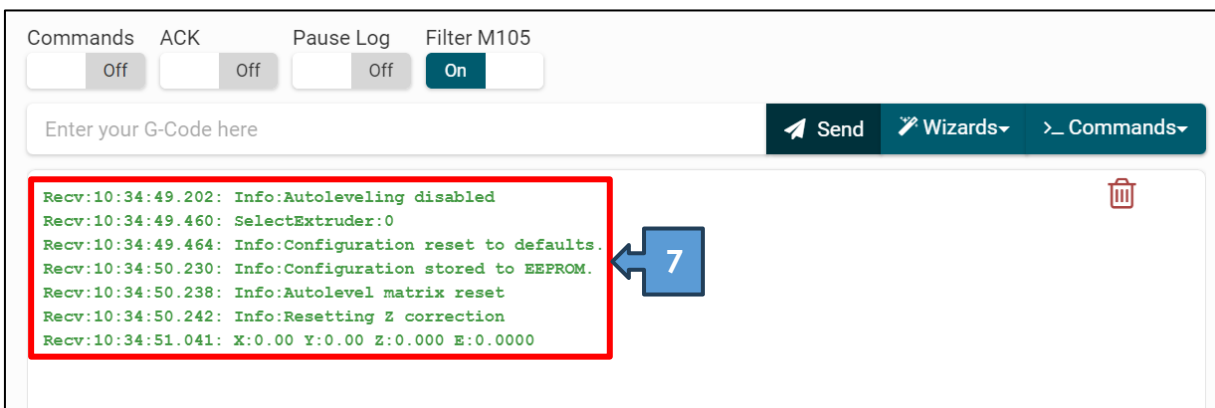 Commands ACK Pause Log Filter M105
Off Off Off On
Enter your G-Code here Send Wizards >_ Commands
Recv:10:34:49.202: Info:Autoleveling disabled
Recv:10:34:49.460: SelectExtruder:0
Recv:10:34:49.464: Info:Configuration reset to defaults.
Recv:10:34:50.230: Info:Configuration stored to EEPROM.
Recv:10:34:50.238: Info:Autolevel matrix reset
Recv:10:34:50.242: Info:Resetting Z correction
Recv:10:34:51.041: X:0.00 Y:0.00 Z:0.000 E:0.0000
7